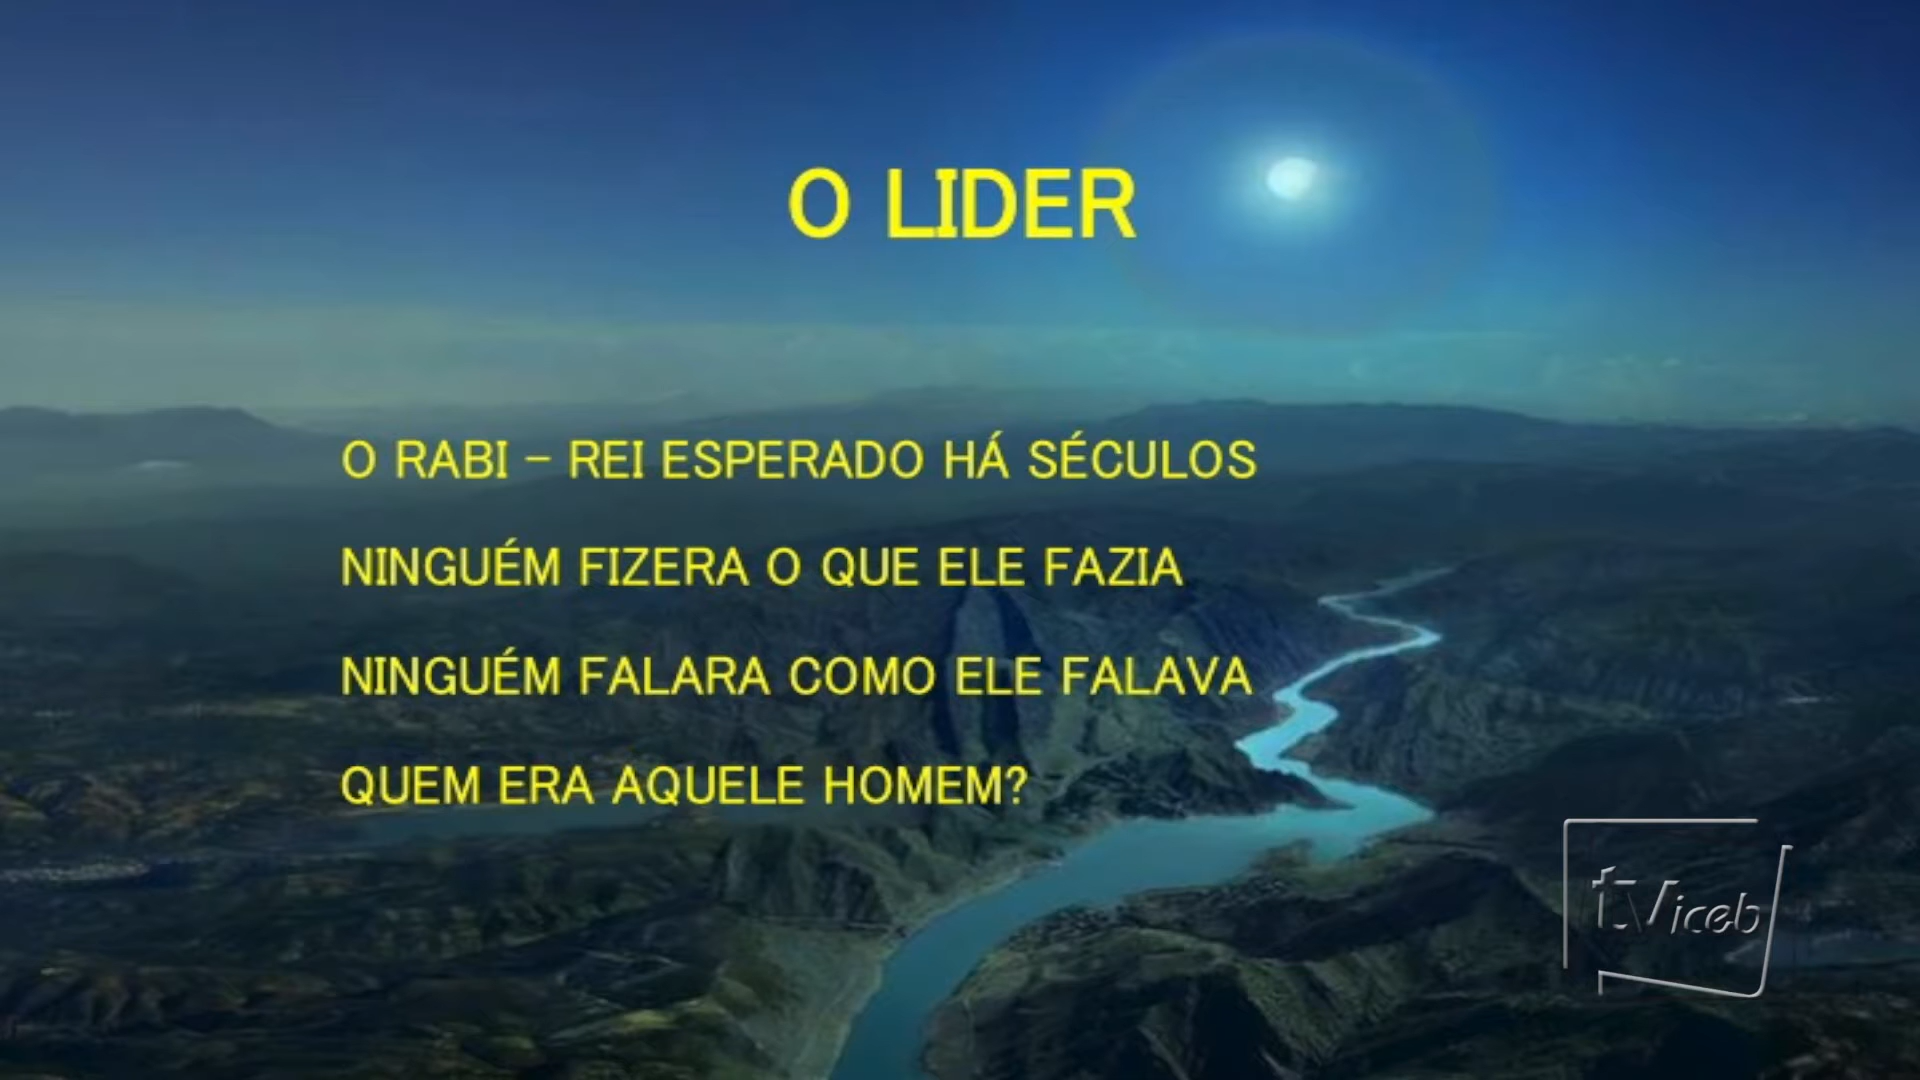 O LIDER
O RABI – REI ESPERADO HÁ SÉCULOS
NINGUÉM FIZERA O QUE ELE FAZIA
NINGUÉM FALARA COMO ELE FALAVA
QUEM ERA AQUELE HOMEM?
tviceb